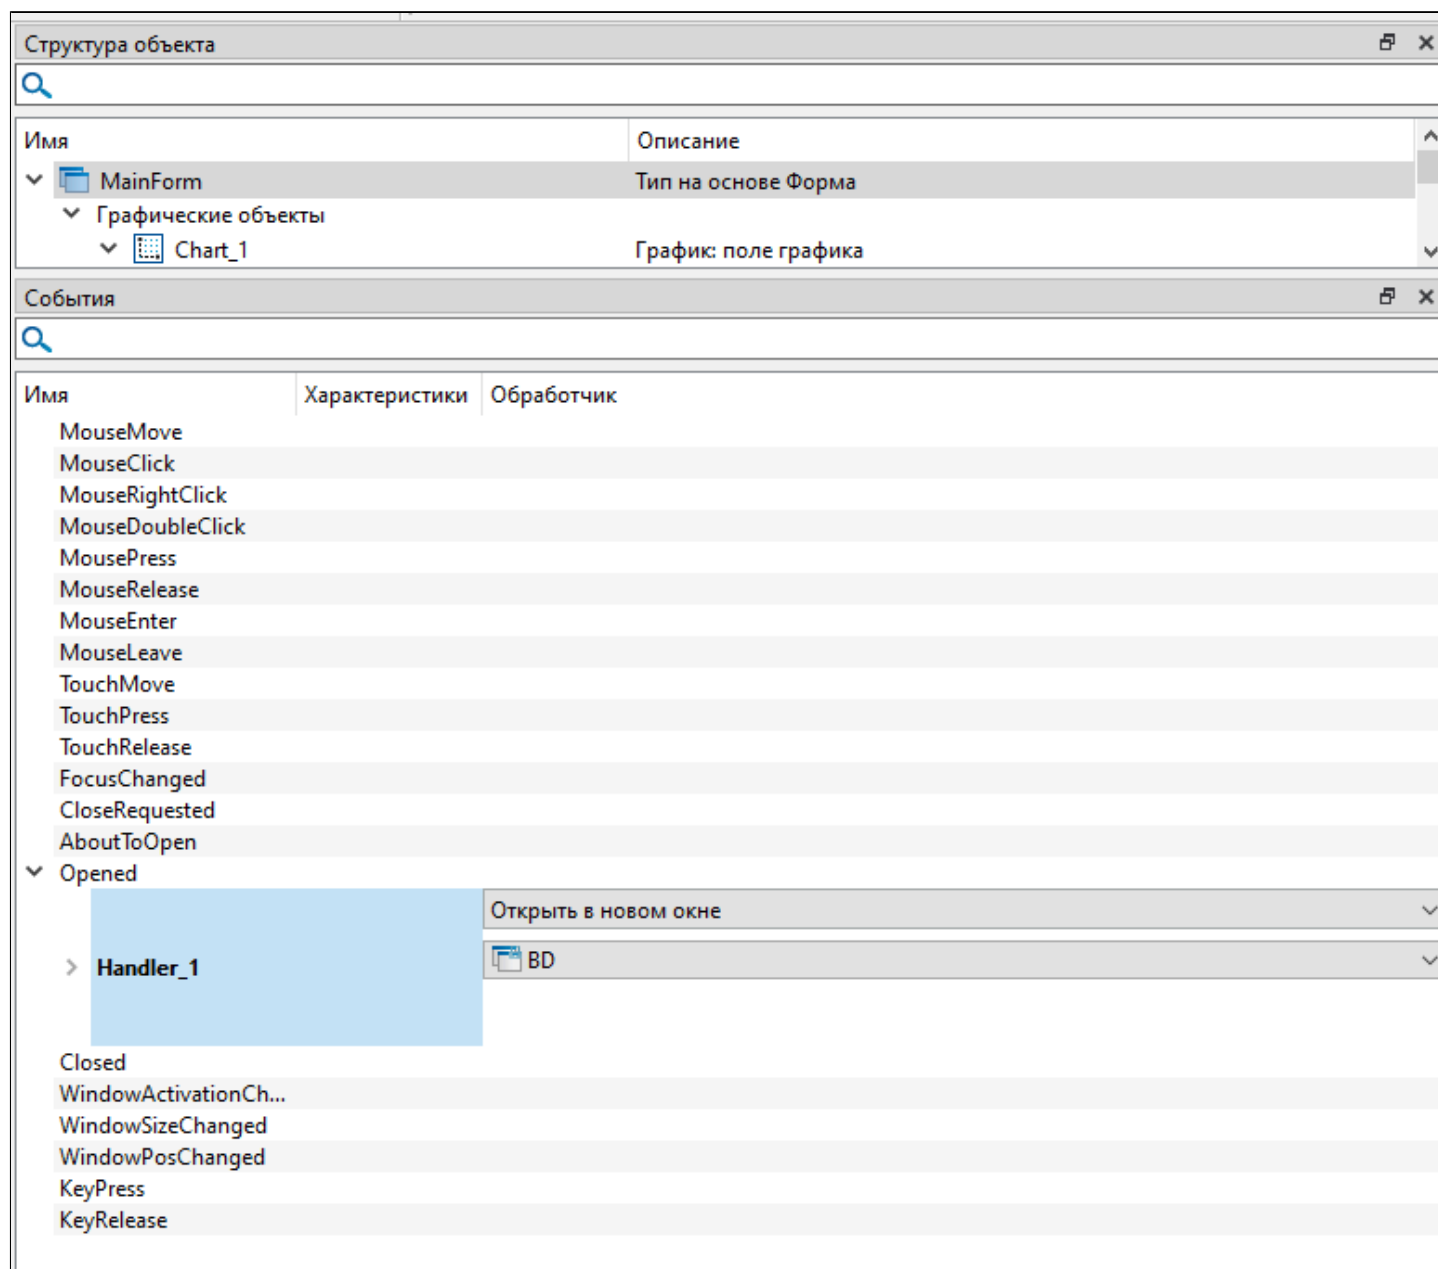 Структура объекта
Имя Описание
MainForm Тип на основе Форма
Графические объекты
Chart_1 График: поле графика
События
Имя Характеристики Обработчик
MouseMove
MouseClick
MouseRightClick
MouseDoubleClick
MousePress
MouseRelease
MouseEnter
MouseLeave
TouchMove
TouchPress
TouchRelease
FocusChanged
CloseRequested
AboutToOpen
Opened
Открыть в новом окне
BD
Handler_1
Closed
WindowActivationCh...
WindowSizeChanged
WindowPosChanged
KeyPress
KeyRelease